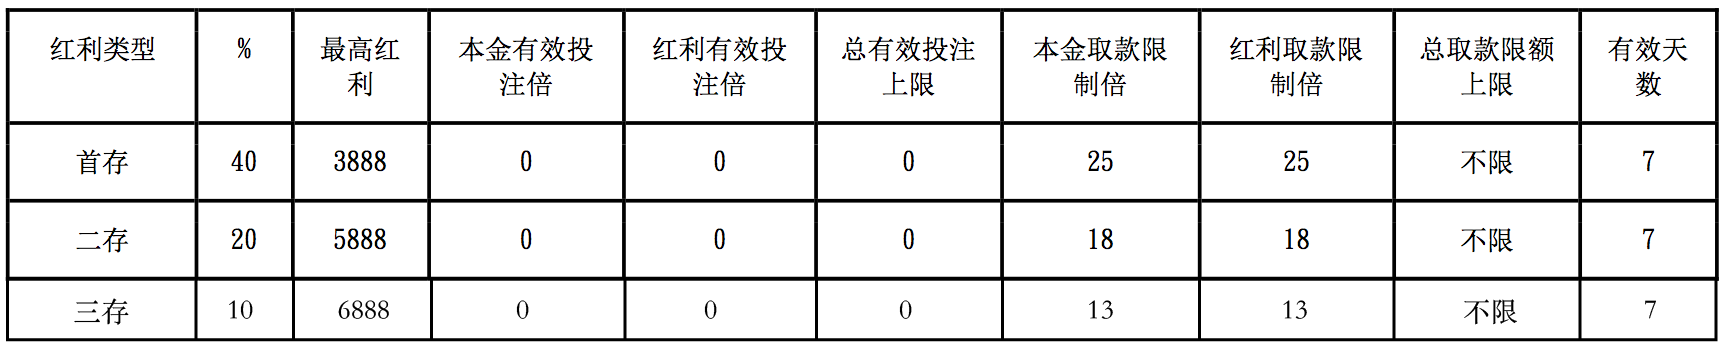 红利类型 % 最高红利 本金有效投注倍 红利有效投注倍 总有效投注上限 本金取款限制倍 红利取款限制倍 总取款限额上限 有效天数
首存 40 3888 0 0 0 25 25 不限 7
二存 20 5888 0 0 0 18 18 不限 7
三存 10 6888 0 0 0 13 13 不限 7